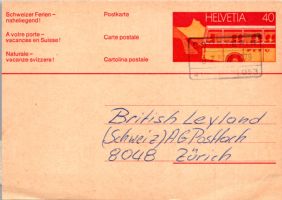 Schweizer Ferien –
naheliegend!
A votre porte –
vacances en Suisse!
Naturale –
vacanze svizzere!
Postkarte
Carte postale
Cartolina postale
HELVETIA 40
British Leyland
(Schweiz) AG Postfach
8048 Zürich